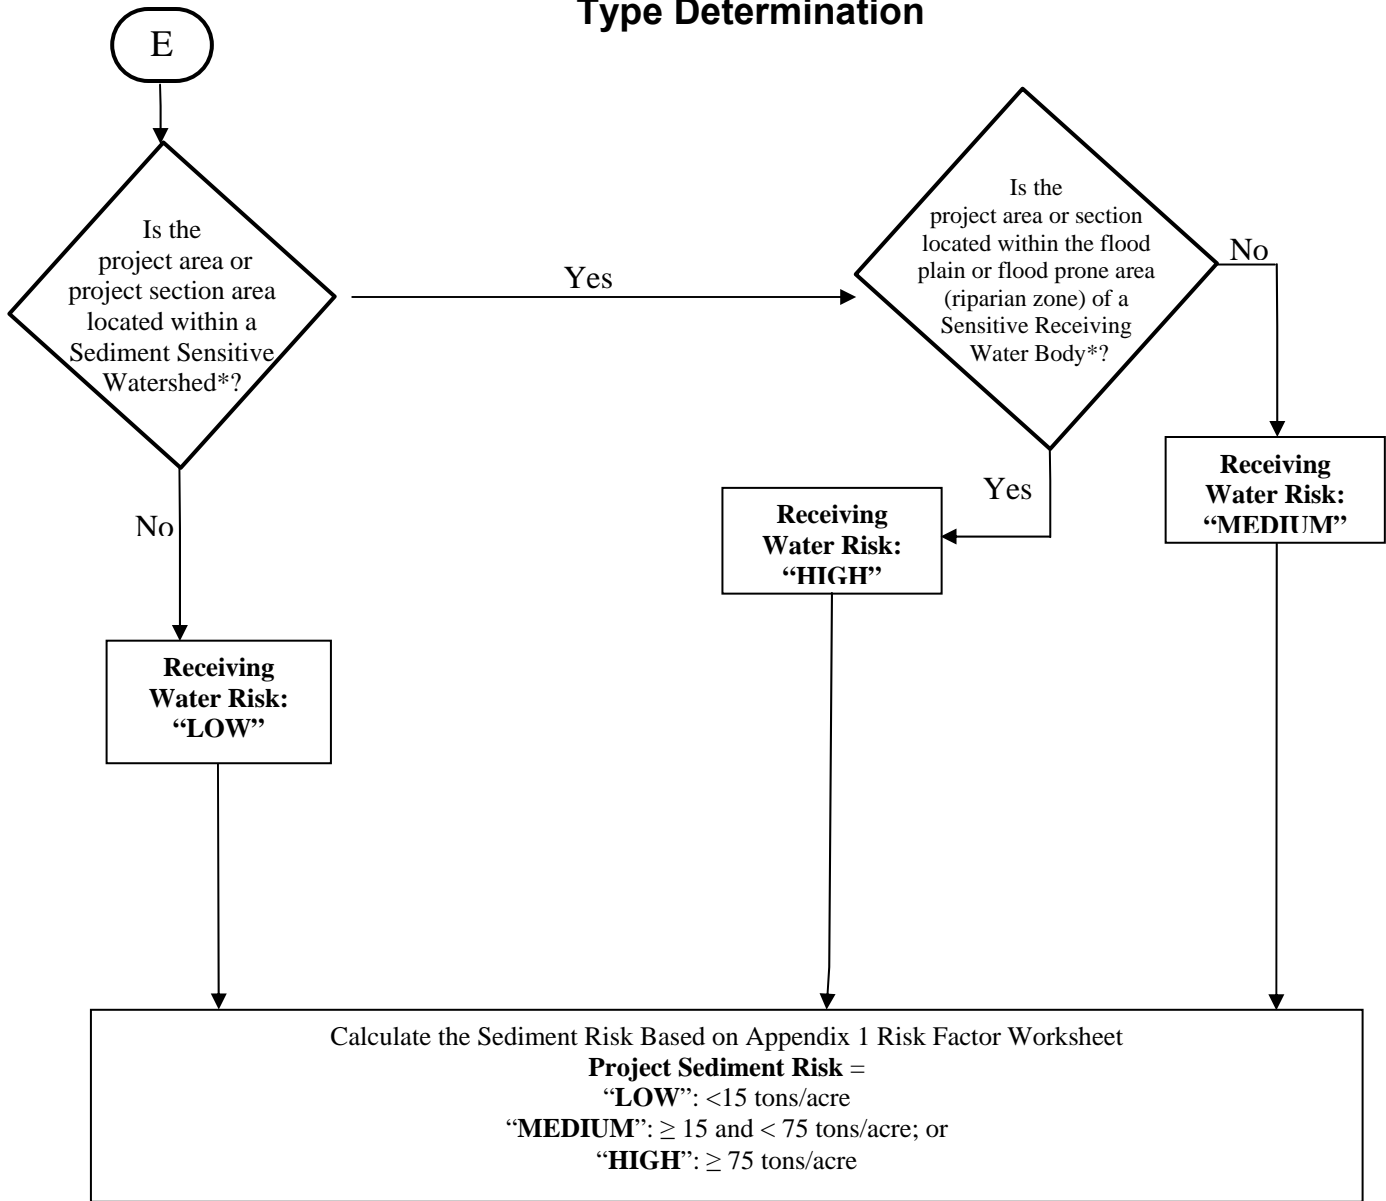 Type Determination
E
Is the
project area or
project section area
located within a
Sediment Sensitive
Watershed*?
Yes
Is the
project area or section
located within the flood
plain or flood prone area
(riparian zone) of a
Sensitive Receiving
Water Body*?
No
Receiving
Water Risk:
“MEDIUM”
Yes
Receiving
Water Risk:
“HIGH”
No
Receiving
Water Risk:
“LOW”
Calculate the Sediment Risk Based on Appendix 1 Risk Factor Worksheet
Project Sediment Risk =
“LOW”: <15 tons/acre
“MEDIUM”: ≥ 15 and < 75 tons/acre; or
“HIGH”: ≥ 75 tons/acre